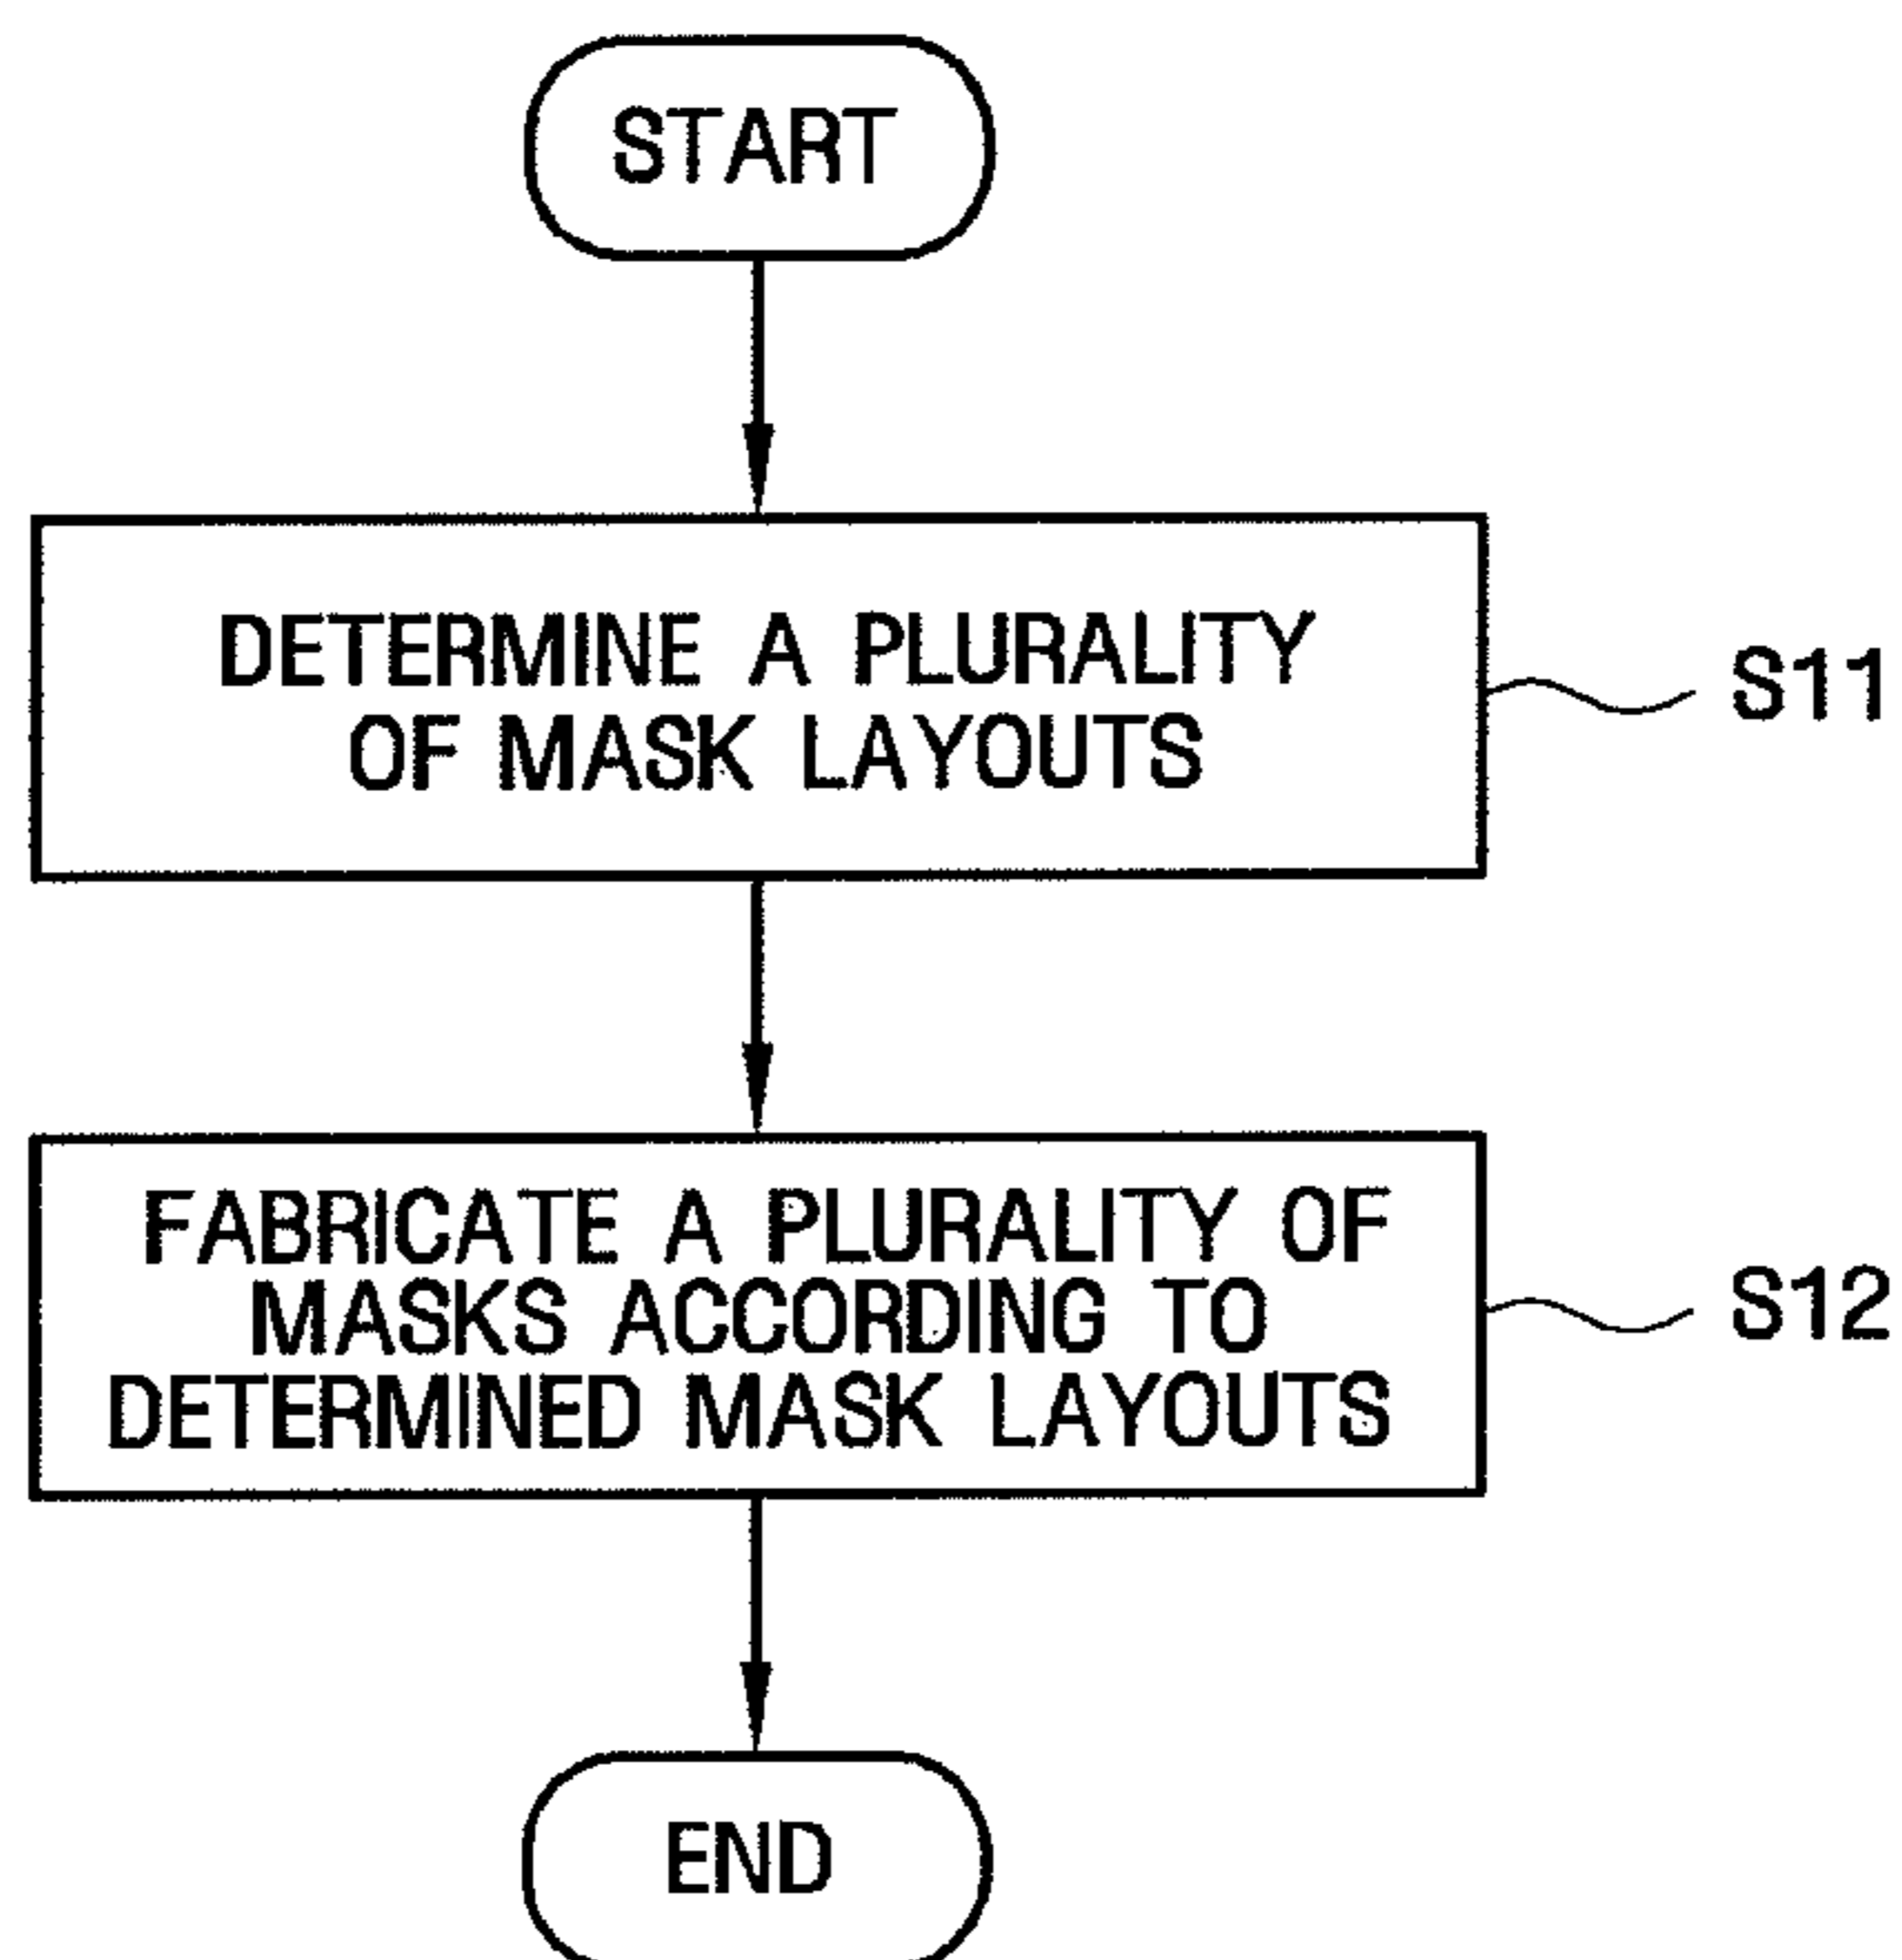 START
DETERMINE A PLURALITY
OF MASK LAYOUTS
S11
FABRICATE A PLURALITY OF
MASKS ACCORDING TO
DETERMINED MASK LAYOUTS
S12
END